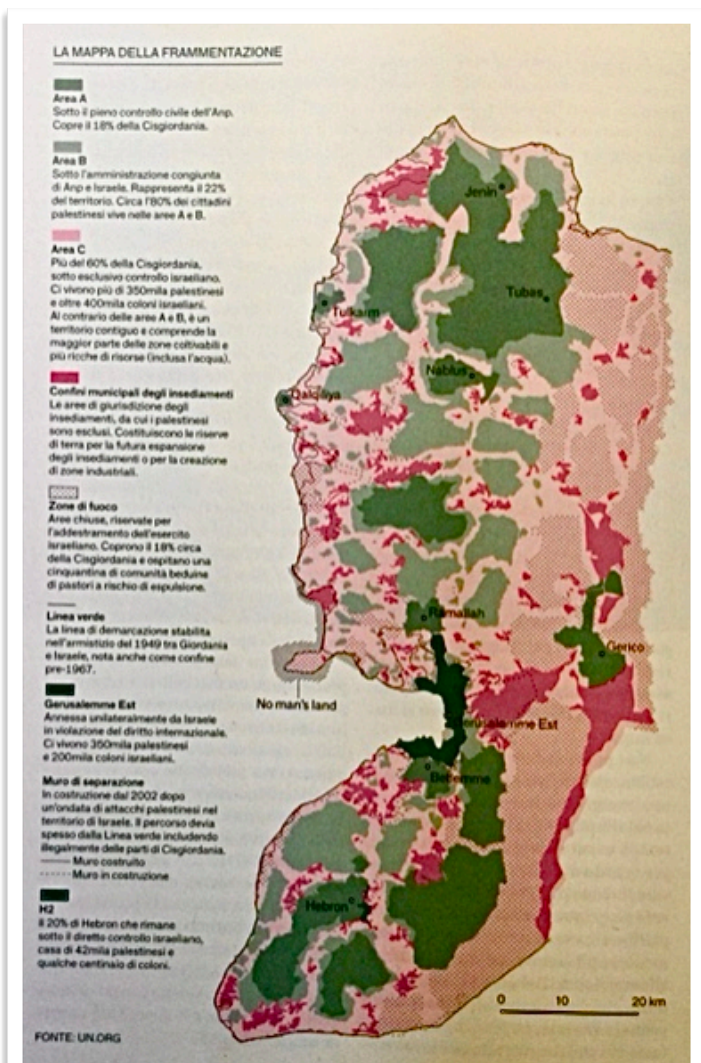 LA MAPPA DELLA FRAMMENTAZIONE
Area A
Sotto il pieno controllo civile dell'Anp.
Copre il 18% della Cisgiordania.
Area B
Sotto l'amministrazione congiunta
di Anp e Israele. Rappresenta il 22%
del territorio. Circa l'80% dei cittadini
palestinesi vive nelle aree A e B.
Area C
Più del 60% della Cisgiordania,
sotto esclusivo controllo israeliano.
Ci vivono più di 350mila palestinesi
e oltre 400mila coloni israeliani.
Al contrario delle aree A e B, è un
territorio contiguo e comprende la
maggior parte delle zone coltivabili e
più ricche di risorse (inclusa l'acqua).
Confini municipali degli insediamenti
Le aree di giurisdizione degli
insediamenti, da cui i palestinesi
sono esclusi. Costituiscono le riserve
di terra per la futura espansione
degli insediamenti o per la creazione
di zone industriali.
Zone di fuoco
Aree chiuse, riservate per
l'addestramento dell'esercito
israeliano. Coprono il 18% circa
della Cisgiordania e ospitano una
cinquantina di comunità beduine
di pastori a rischio di espulsione.
Linea verde
La linea di demarcazione stabilita
nell'armistizio del 1949 tra Giordania
e Israele, nota anche come confine
pre-1967.
Gerusalemme Est
Annessa unilateralmente da Israele
in violazione del diritto internazionale.
Ci vivono 350mila palestinesi
e 200mila coloni israeliani.
Muro di separazione
In costruzione dal 2002 dopo
un'ondata di attacchi palestinesi nel
territorio di Israele. Il percorso devia
spesso dalla Linea verde includendo
illegalmente delle parti di Cisgiordania.
Muro costruito
Muro in costruzione
H2
Il 20% di Hebron che rimane
sotto il diretto controllo israeliano,
casa di 42mila palestinesi e
qualche centinaio di coloni.
FONTE: UN.ORG
Jenin
Tubas
Tulkarm
Nablus
Qalqiliya
Ramallah
Gerico
No man's land
Gerusalemme Est
Betlemme
Hebron
0 10 20 km